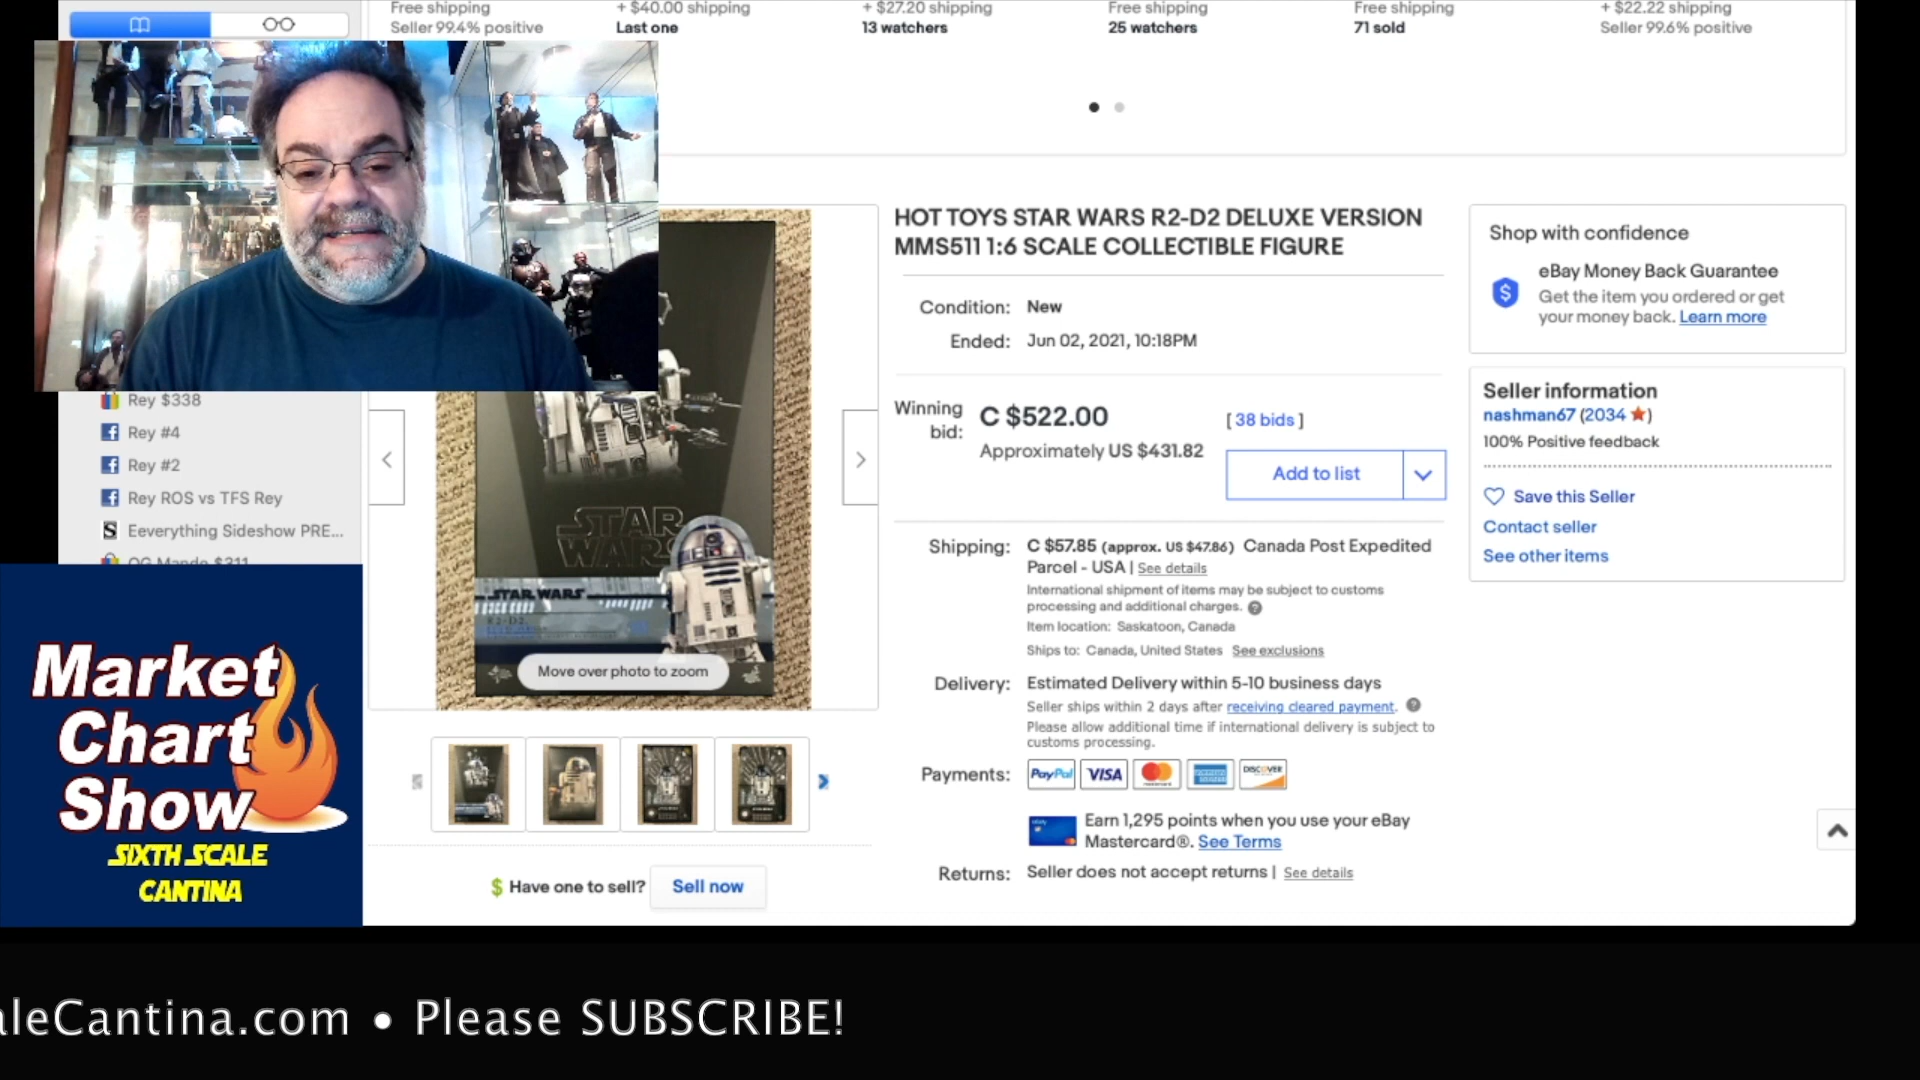 Free shipping
Seller 99.4% positive
+ $40.00 shipping
Last one
+ $27.20 shipping
13 watchers
Free shipping
25 watchers
Free shipping
71 sold
+ $22.22 shipping
Seller 99.6% positive
Rey $338
Rey #4
Rey #2
Rey ROS vs TFS Rey
Eeverything Sideshow PRE...
OG Mando $311
STAR
WARS
STAR WARS
R2-D2
Move over photo to zoom
$ Have one to sell? Sell now
HOT TOYS STAR WARS R2-D2 DELUXE VERSION
MMS511 1:6 SCALE COLLECTIBLE FIGURE
Condition: New
Ended: Jun 02, 2021, 10:18PM
Winning
bid:
C $522.00
[ 38 bids ]
Approximately US $431.82
Add to list
Shipping: C $57.85 (approx. US $47.86) Canada Post Expedited
Parcel - USA | See details
International shipment of items may be subject to customs
processing and additional charges.
Item location: Saskatoon, Canada
Ships to: Canada, United States See exclusions
Delivery: Estimated Delivery within 5-10 business days
Seller ships within 2 days after receiving cleared payment.
Please allow additional time if international delivery is subject to
customs processing.
Payments: PayPal VISA DISCOVER
Earn 1,295 points when you use your eBay
Mastercard®. See Terms
Returns: Seller does not accept returns | See details
Shop with confidence
eBay Money Back Guarantee
Get the item you ordered or get
your money back. Learn more
Seller information
nashman67 (2034 ★)
100% Positive feedback
Save this Seller
Contact seller
See other items
Market
Chart
Show
SIXTH SCALE
CANTINA
aleCantina.com • Please SUBSCRIBE!